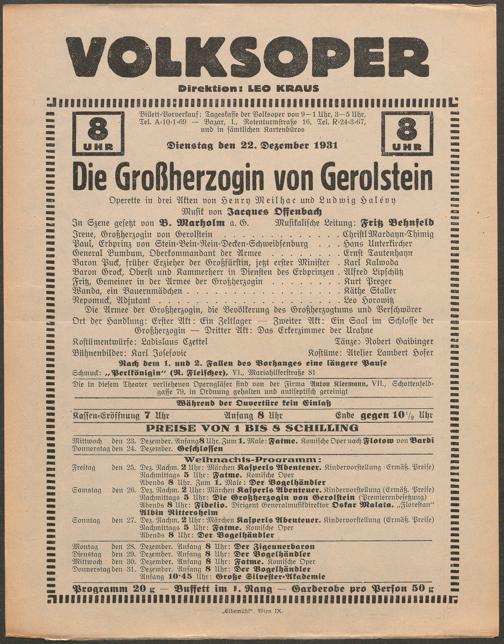 VOLKSOPER
Direktion: LEO KRAUS
8 UHR
Billett-Vorverkauf: Tageskasse der Volksoper von 9–1 Uhr, 3–5 Uhr,
Tel. A-10-1-69 — Bazar, I., Rotenturmstraße 16, Tel. R-24-3-67,
und in sämtlichen Kartenbüros
8 UHR
Dienstag den 22. Dezember 1931
Die Großherzogin von Gerolstein
Operette in drei Akten von Henry Meilhac und Ludwig Halévy
Musik von Jacques Offenbach
In Szene gesetzt von B. Marholm a. G. Musikalische Leitung: Fritz Behnfeld
Irene, Großherzogin von Gerolstein . . . . . . . . . Christl Mardayn-Thimig
Paul, Erbprinz von Stein-Bein-Rein-Decken-Schweifsenburg . . . Hans Unterkircher
General Bumbum, Oberkommandant der Armee . . . . . . Ernst Tautenhayn
Baron Puck, früher Erzieher der Großfürstin, jetzt erster Minister . Karl Kalwoda
Baron Grock, Oberst und Kammerherr in Diensten des Erbprinzen . Alfred Lipschütz
Fritz, Gemeiner in der Armee der Großherzogin . . . . . . Kurt Preger
Wanda, ein Bauernmädchen . . . . . . . . . . Käthe Staller
Nepomuck, Adjutant . . . . . . . . . . . . Leo Horowitz
Die Armee der Großherzogin, die Bevölkerung des Großherzogtums und Verschwörer
Ort der Handlung: Erster Akt: Ein Zeltlager — Zweiter Akt: Ein Saal im Schlosse der
Großherzogin — Dritter Akt: Das Erkerzimmer der Urahne
Kostümentwürfe: Ladislaus Czettel Tänze: Robert Gaibinger
Bühnenbilder: Karl Josefovic Kostüme: Atelier Lambert Hofer
Nach dem 1. und 2. Fallen des Vorhanges eine längere Pause
Schmuck: „Perlkönigin“ (R. Fleischer), VI., Mariahilferstraße 81
Die in diesem Theater verliehenen Operngläser sind von der Firma Anton Kiermann, VII., Schottenfeld-
gasse 79, in Ordnung gehalten und antiseptisch gereinigt
Während der Ouvertüre kein Einlaß
Kassen-Eröffnung 7 Uhr Anfang 8 Uhr Ende gegen Uhr
PREISE VON 1 BIS 8 SCHILLING
Mittwoch den 23. Dezember. Anfang 8 Uhr. Zum 1. Male: Fatme. Komische Oper nach Flotow von Bardi
Donnerstag den 24. Dezember. Geschlossen
Weihnachts-Programm:
Freitag den 25. Dez. Nachm. 2 Uhr: Märchen Kasperls Abenteuer. Kindervorstellung (Ermäß. Preise)
Nachmittags 5 Uhr: Fatme. Komische Oper
Abends 8 Uhr. Zum 1. Male: Der Vogelhändler
Samstag den 26. Dez. Nachm. 2 Uhr: Märchen Kasperls Abenteuer. Kindervorstellung (Ermäß. Preise)
Nachmittags 5 Uhr: Die Großherzogin von Gerolstein (Premierenbesetzung)
Abends 8 Uhr: Fidelio. Dirigent Generalmusikdirektor Oskar Malata. „Florestan“
Albin Rittersheim
Sonntag den 27. Dez. Nachm. 2 Uhr: Märchen Kasperls Abenteuer. Kindervorstellung (Ermäß. Preise)
Nachmittags 5 Uhr: Fatme. Komische Oper
Abends 8 Uhr: Der Vogelhändler
Montag den 28. Dezember. Anfang 8 Uhr: Der Zigeunerbaron
Dienstag den 29. Dezember. Anfang 8 Uhr: Der Vogelhändler
Mittwoch den 30. Dezember. Anfang 8 Uhr: Fatme. Komische Oper
Donnerstag den 31. Dezember. Anfang 8 Uhr: Der Vogelhändler
Anfang 10·45 Uhr: Große Silvester-Akademie
Programm 20 g — Buffett im 1. Rang — Garderobe pro Person 50 g
„Elbemühl“, Wien IX.